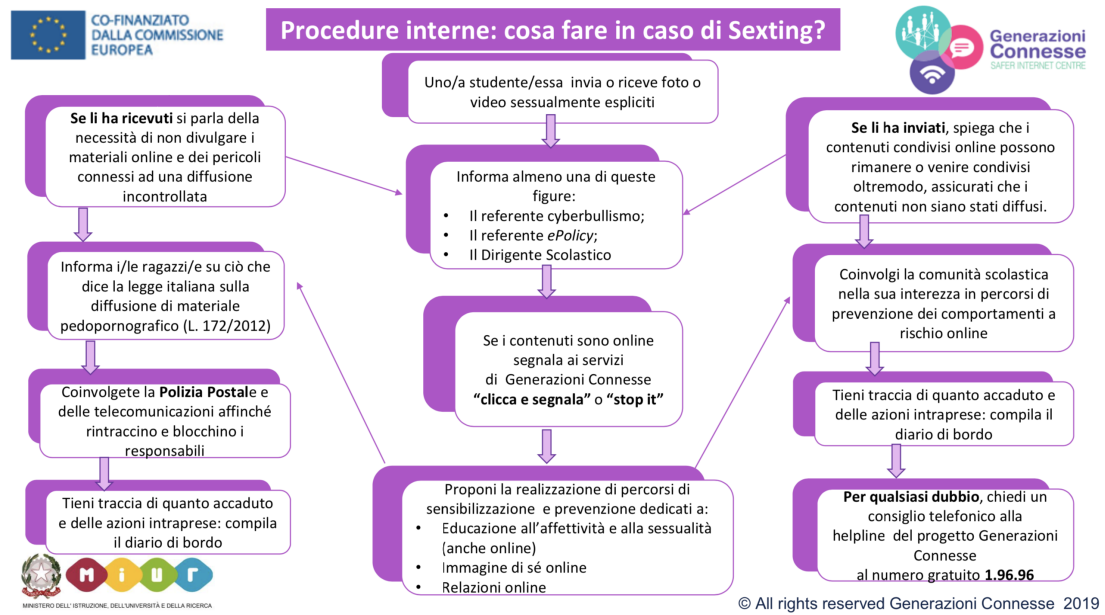 CO-FINANZIATO
DALLA COMMISSIONE
EUROPEA
Procedure interne: cosa fare in caso di Sexting?
Generazioni
Connesse
SAFER INTERNET CENTRE
Uno/a studente/essa invia o riceve foto o
video sessualmente espliciti
Se li ha ricevuti si parla della
necessità di non divulgare i
materiali online e dei pericoli
connessi ad una diffusione
incontrollata
Informa i/le ragazzi/e su ciò che
dice la legge italiana sulla
diffusione di materiale
pedopornografico (L. 172/2012)
Coinvolgete la Polizia Postale e
delle telecomunicazioni affinché
rintraccino e blocchino i
responsabili
Tieni traccia di quanto accaduto
e delle azioni intraprese: compila
il diario di bordo
Informa almeno una di queste
figure:
• Il referente cyberbullismo;
• Il referente ePolicy;
• Il Dirigente Scolastico
Se i contenuti sono online
segnala ai servizi
di Generazioni Connesse
“clicca e segnala” o “stop it”
Proponi la realizzazione di percorsi di
sensibilizzazione e prevenzione dedicati a:
• Educazione all’affettività e alla sessualità
(anche online)
• Immagine di sé online
• Relazioni online
Se li ha inviati, spiega che i
contenuti condivisi online possono
rimanere o venire condivisi
oltremodo, assicurati che i
contenuti non siano stati diffusi.
Coinvolgi la comunità scolastica
nella sua interezza in percorsi di
prevenzione dei comportamenti a
rischio online
Tieni traccia di quanto accaduto e
delle azioni intraprese: compila il
diario di bordo
Per qualsiasi dubbio, chiedi un
consiglio telefonico alla
helpline del progetto Generazioni
Connesse
al numero gratuito 1.96.96
MiUR
MINISTERO DELL' ISTRUZIONE, DELL'UNIVERSITÀ E DELLA RICERCA
© All rights reserved Generazioni Connesse 2019